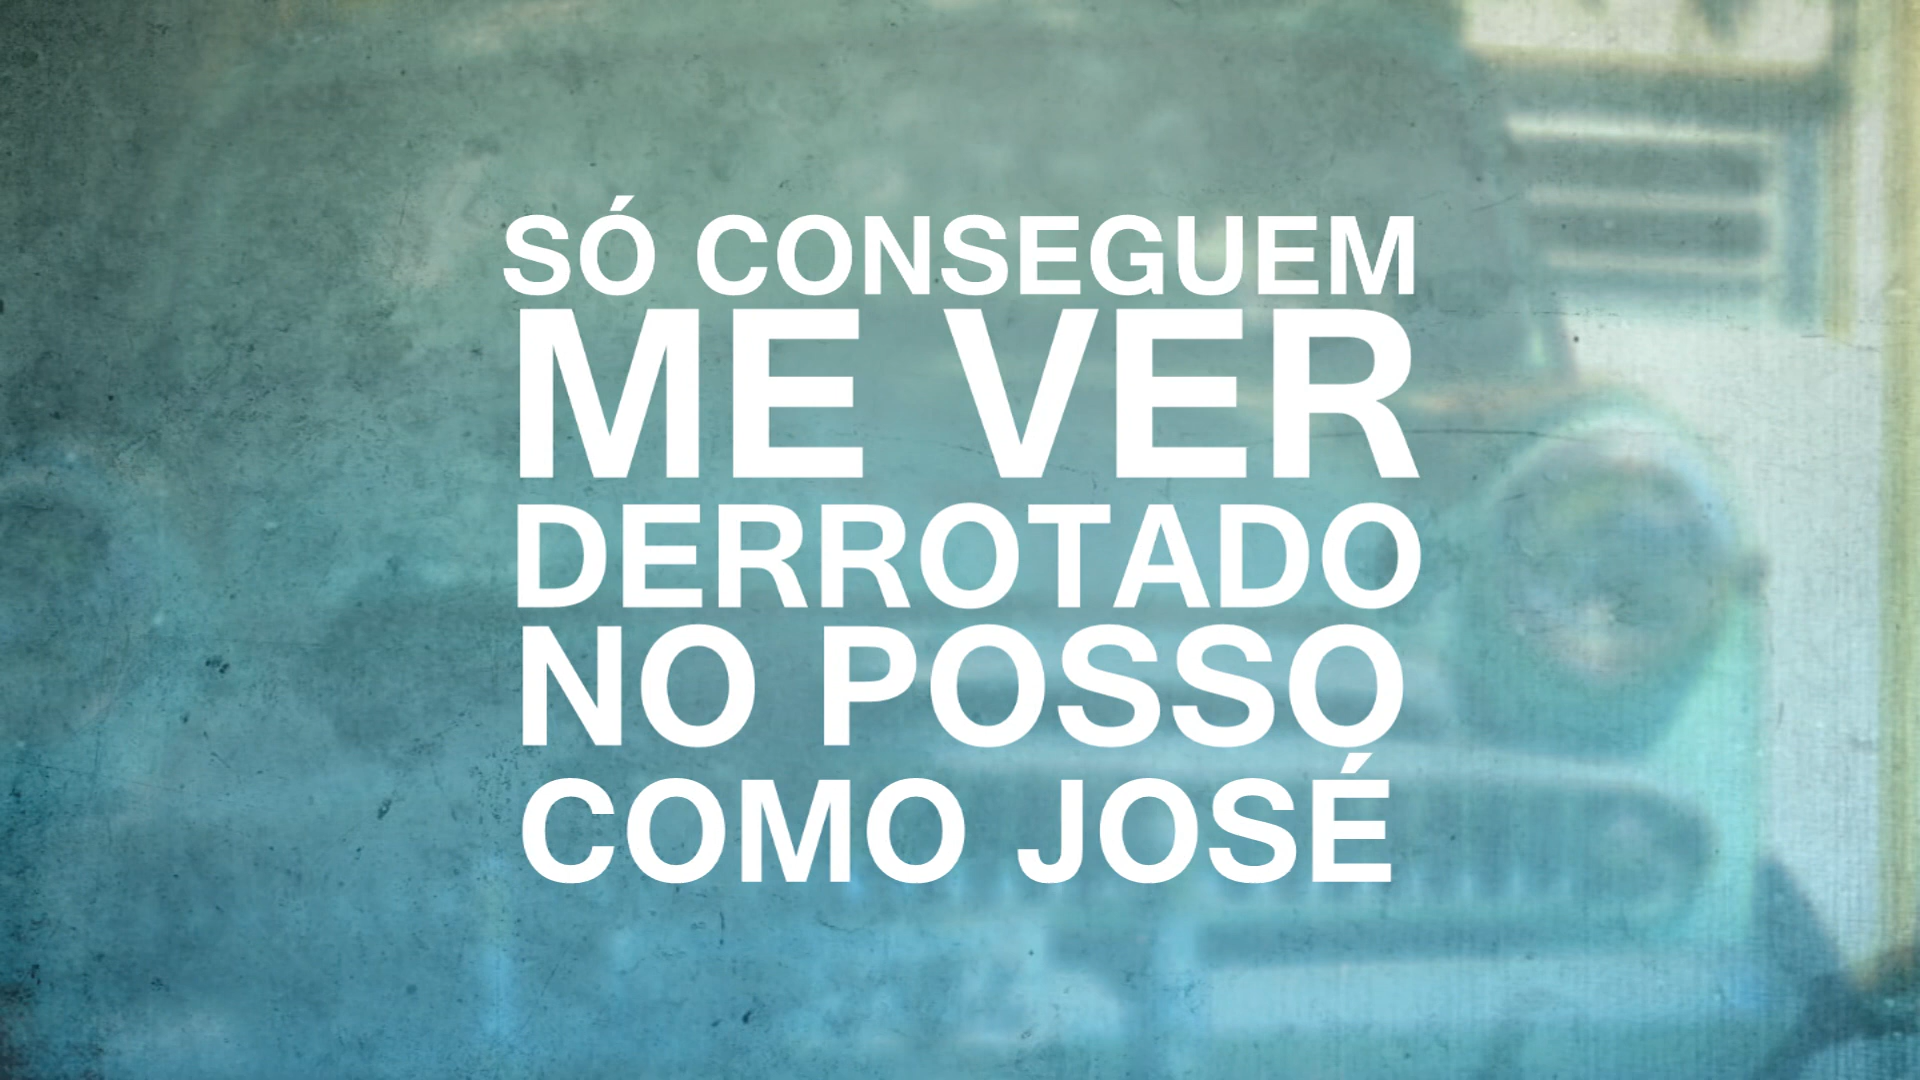 SÓ CONSEGUEM
ME VER
DERROTADO
NO POSSO
COMO JOSÉ